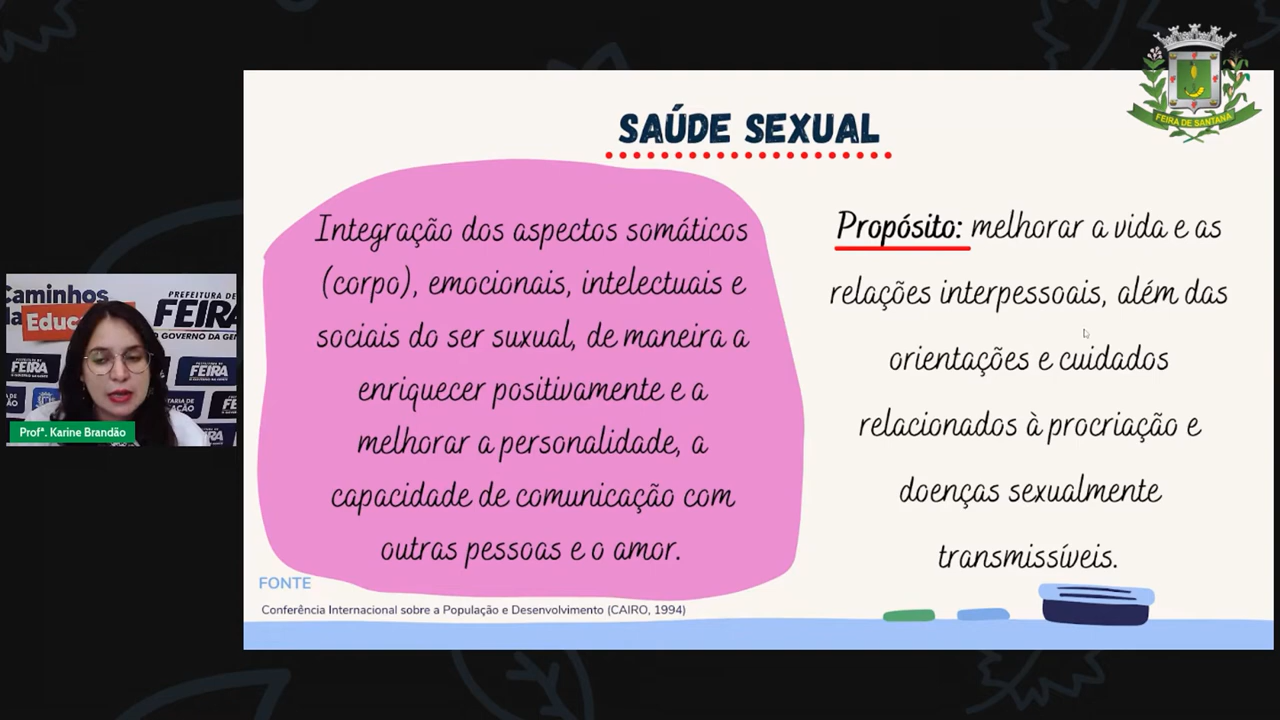 SAÚDE SEXUAL
FEIRA DE SANTANA
Integração dos aspectos somáticos
(corpo), emocionais, intelectuais e
sociais do ser suxual, de maneira a
enriquecer positivamente e a
melhorar a personalidade, a
capacidade de comunicação com
outras pessoas e o amor.
Propósito: melhorar a vida e as
relações interpessoais, além das
orientações e cuidados
relacionados à procriação e
doenças sexualmente
transmissíveis.
FONTE
Conferência Internacional sobre a População e Desenvolvimento (CAIRO, 1994)
Caminhos
da Educ
PREFEITURA DE
FEIRA
O GOVERNO DA GEN
FEIRA
FEIRA
Profª. Karine Brandão